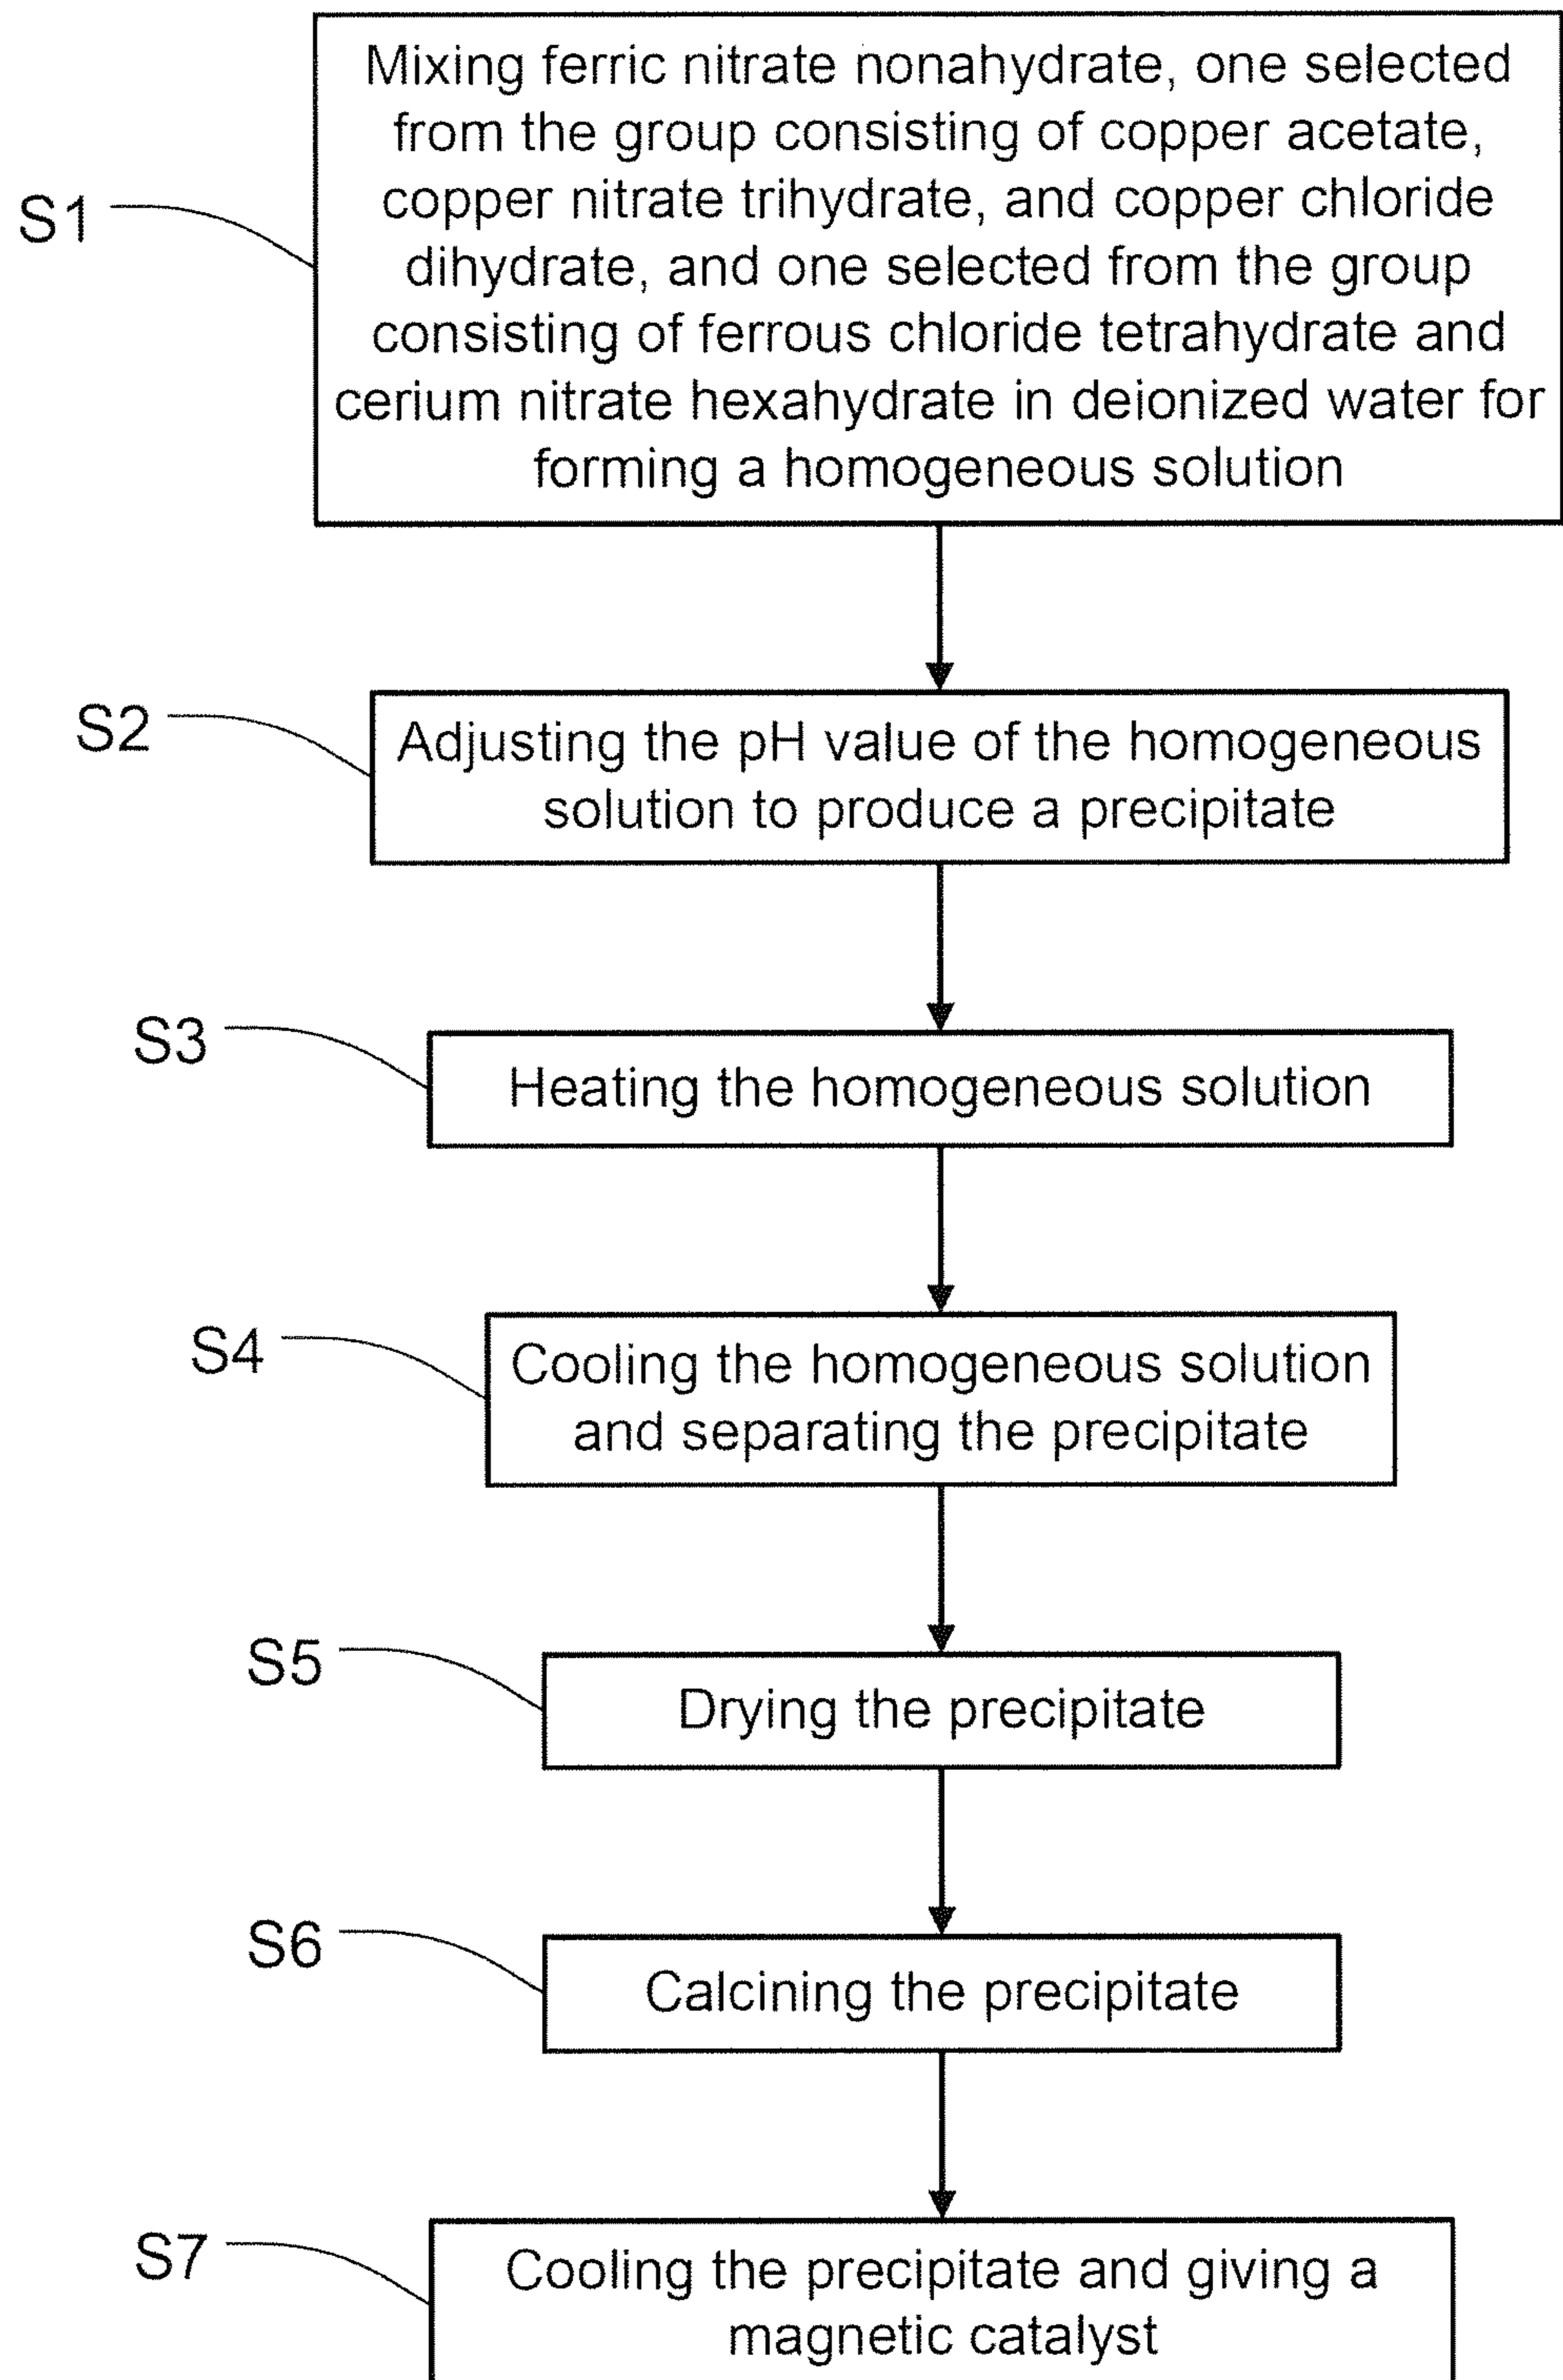 S1
Mixing ferric nitrate nonahydrate, one selected
from the group consisting of copper acetate,
copper nitrate trihydrate, and copper chloride
dihydrate, and one selected from the group
consisting of ferrous chloride tetrahydrate and
cerium nitrate hexahydrate in deionized water for
forming a homogeneous solution
S2
Adjusting the pH value of the homogeneous
solution to produce a precipitate
S3
Heating the homogeneous solution
S4
Cooling the homogeneous solution
and separating the precipitate
S5
Drying the precipitate
S6
Calcining the precipitate
S7
Cooling the precipitate and giving a
magnetic catalyst